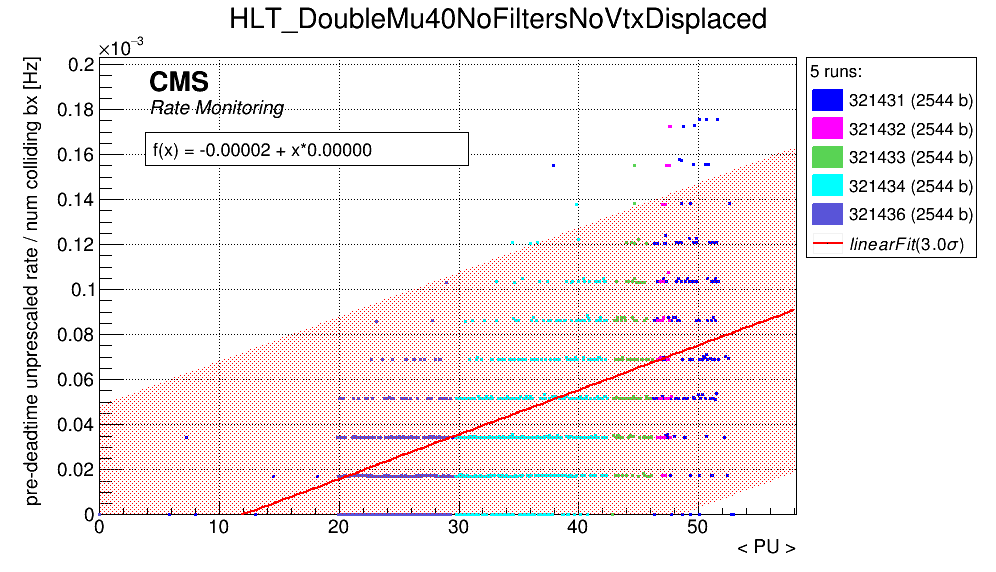 HLT_DoubleMu40NoFiltersNoVtxDisplaced
×10⁻³
CMS
Rate Monitoring
f(x) = -0.00002 + x*0.00000
pre-deadtime unprescaled rate / num colliding bx [Hz]
0.2
0.18
0.16
0.14
0.12
0.1
0.08
0.06
0.04
0.02
0
0 10 20 30 40 50
< PU >
5 runs:
321431 (2544 b)
321432 (2544 b)
321433 (2544 b)
321434 (2544 b)
321436 (2544 b)
linearFit(3.0σ)